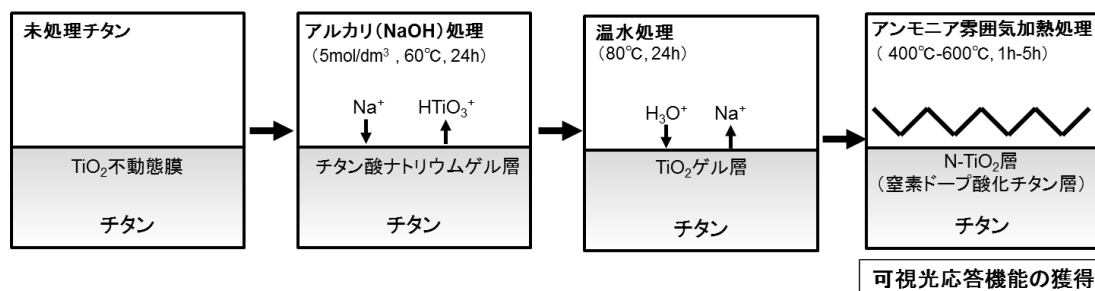 未処理チタン
TiO₂不動態膜
チタン
アルカリ(NaOH)処理
(5mol/dm³ , 60℃, 24h)
Na⁺
HTiO₃⁺
チタン酸ナトリウムゲル層
チタン
温水処理
(80℃, 24h)
H₃O⁺
Na⁺
TiO₂ゲル層
チタン
アンモニア雰囲気加熱処理
( 400℃-600℃, 1h-5h)
N-TiO₂層
(窒素ドープ酸化チタン層)
チタン
可視光応答機能の獲得